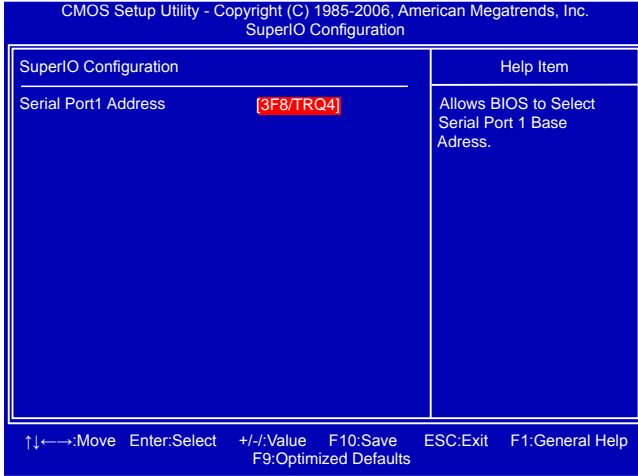 CMOS Setup Utility - Copyright (C) 1985-2006, American Megatrends, Inc.
SuperIO Configuration
SuperIO Configuration
Help Item
Serial Port1 Address [3F8/TRQ4]
Allows BIOS to Select
Serial Port 1 Base
Adress.
↑↓←→:Move Enter:Select +/-/:Value F10:Save ESC:Exit F1:General Help
F9:Optimized Defaults